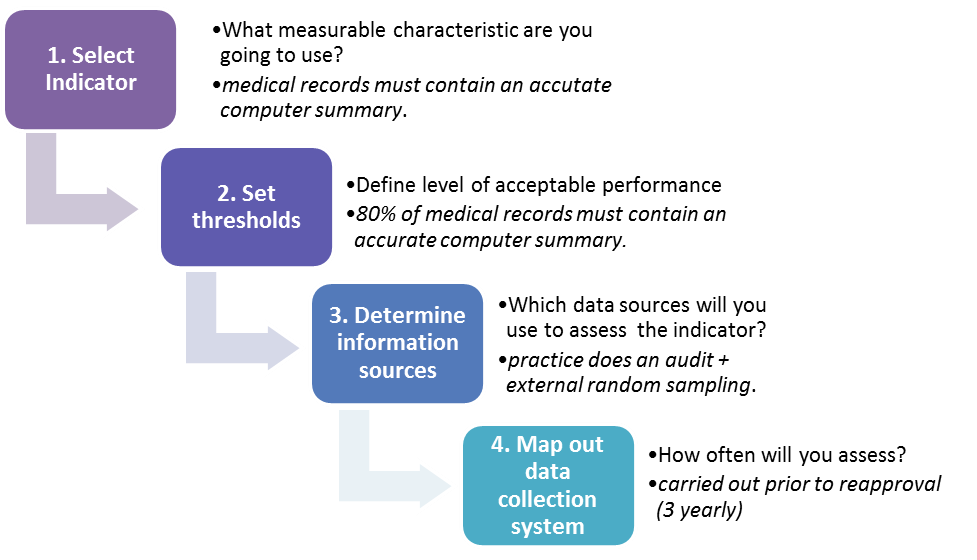 1. Select
Indicator
•What measurable characteristic are you
going to use?
•medical records must contain an accutate
computer summary.
2. Set
thresholds
•Define level of acceptable performance
•80% of medical records must contain an
accurate computer summary.
3. Determine
information
sources
•Which data sources will you
use to assess the indicator?
•practice does an audit +
external random sampling.
4. Map out
data
collection
system
•How often will you assess?
•carried out prior to reapproval
(3 yearly)